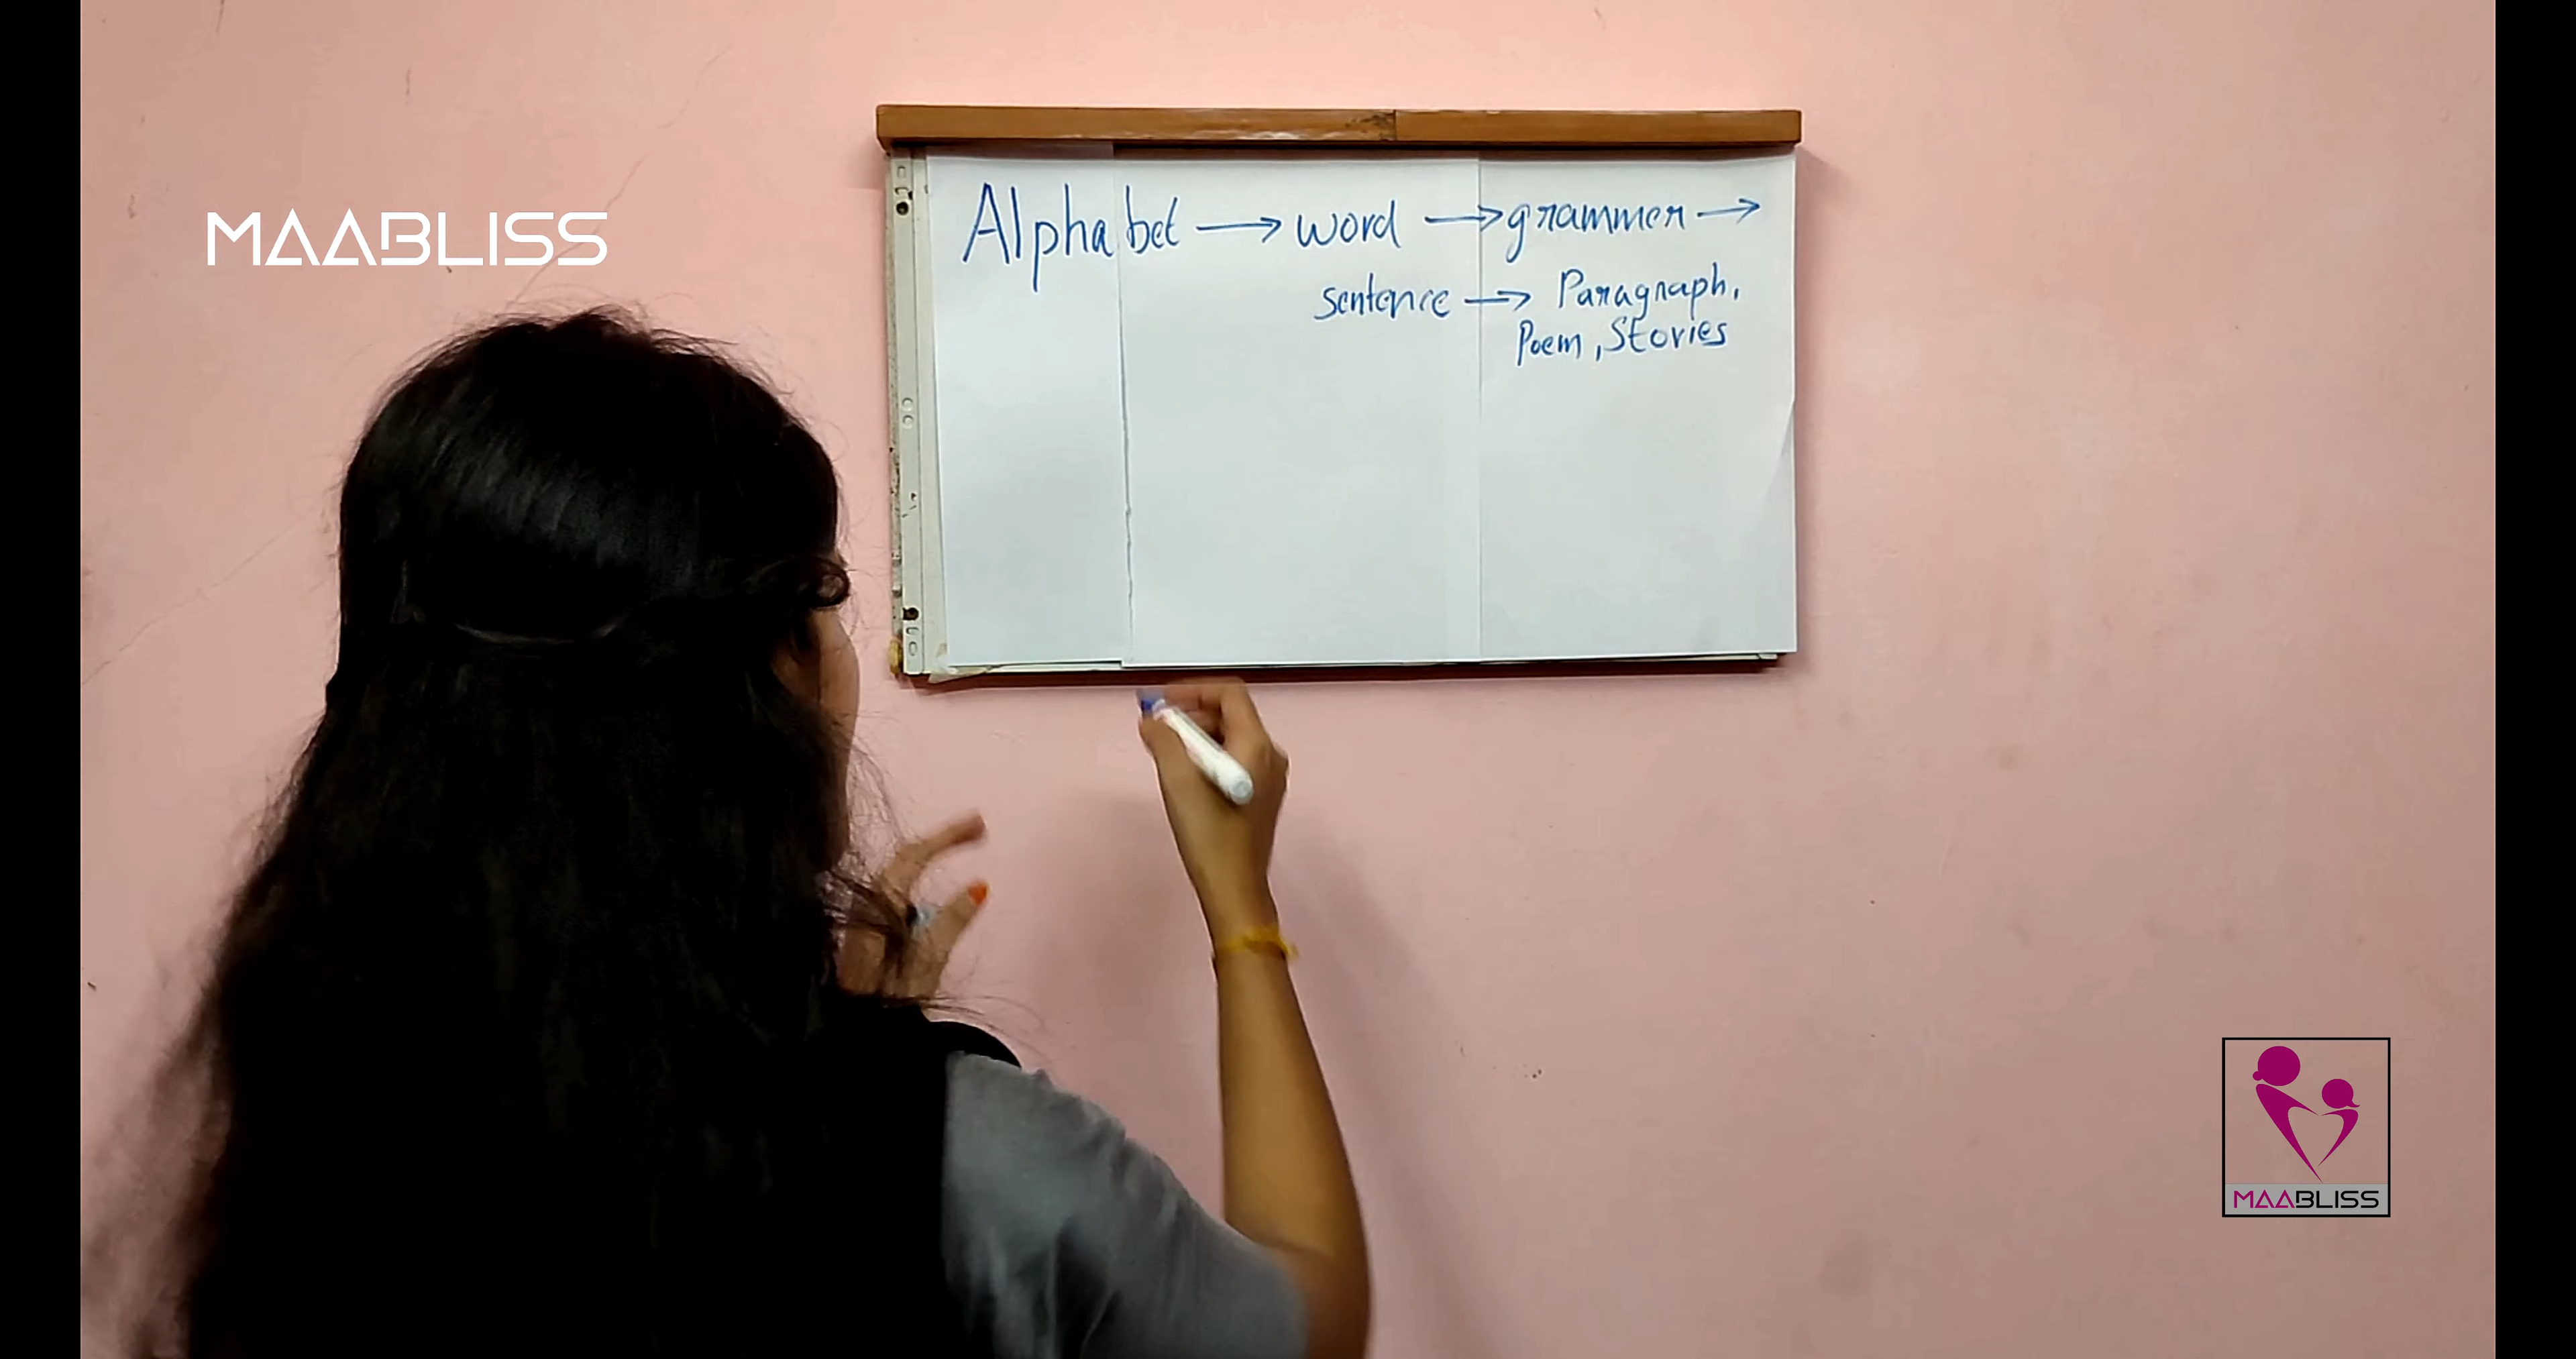 MAABLISS
Alphabet → word → grammer →
sentence → Paragraph,
Poem, Stories
MAABLISS